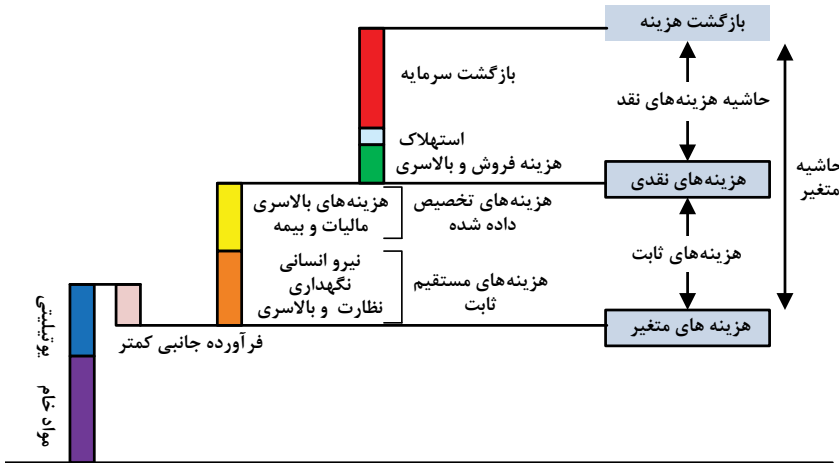 بازگشت هزینه
بازگشت سرمایه
حاشیه هزینه‌های نقد
استهلاک
هزینه فروش و بالاسری
حاشیه
متغیر
هزینه‌های نقدی
هزینه‌های تخصیص
داده شده
هزینه‌های بالاسری
مالیات و بیمه
هزینه‌های ثابت
هزینه‌های مستقیم
ثابت
نیرو انسانی
نگهداری
نظارت و بالاسری
هزینه های متغیر
فرآورده جانبی کمتر
یوتیلیتی
مواد خام